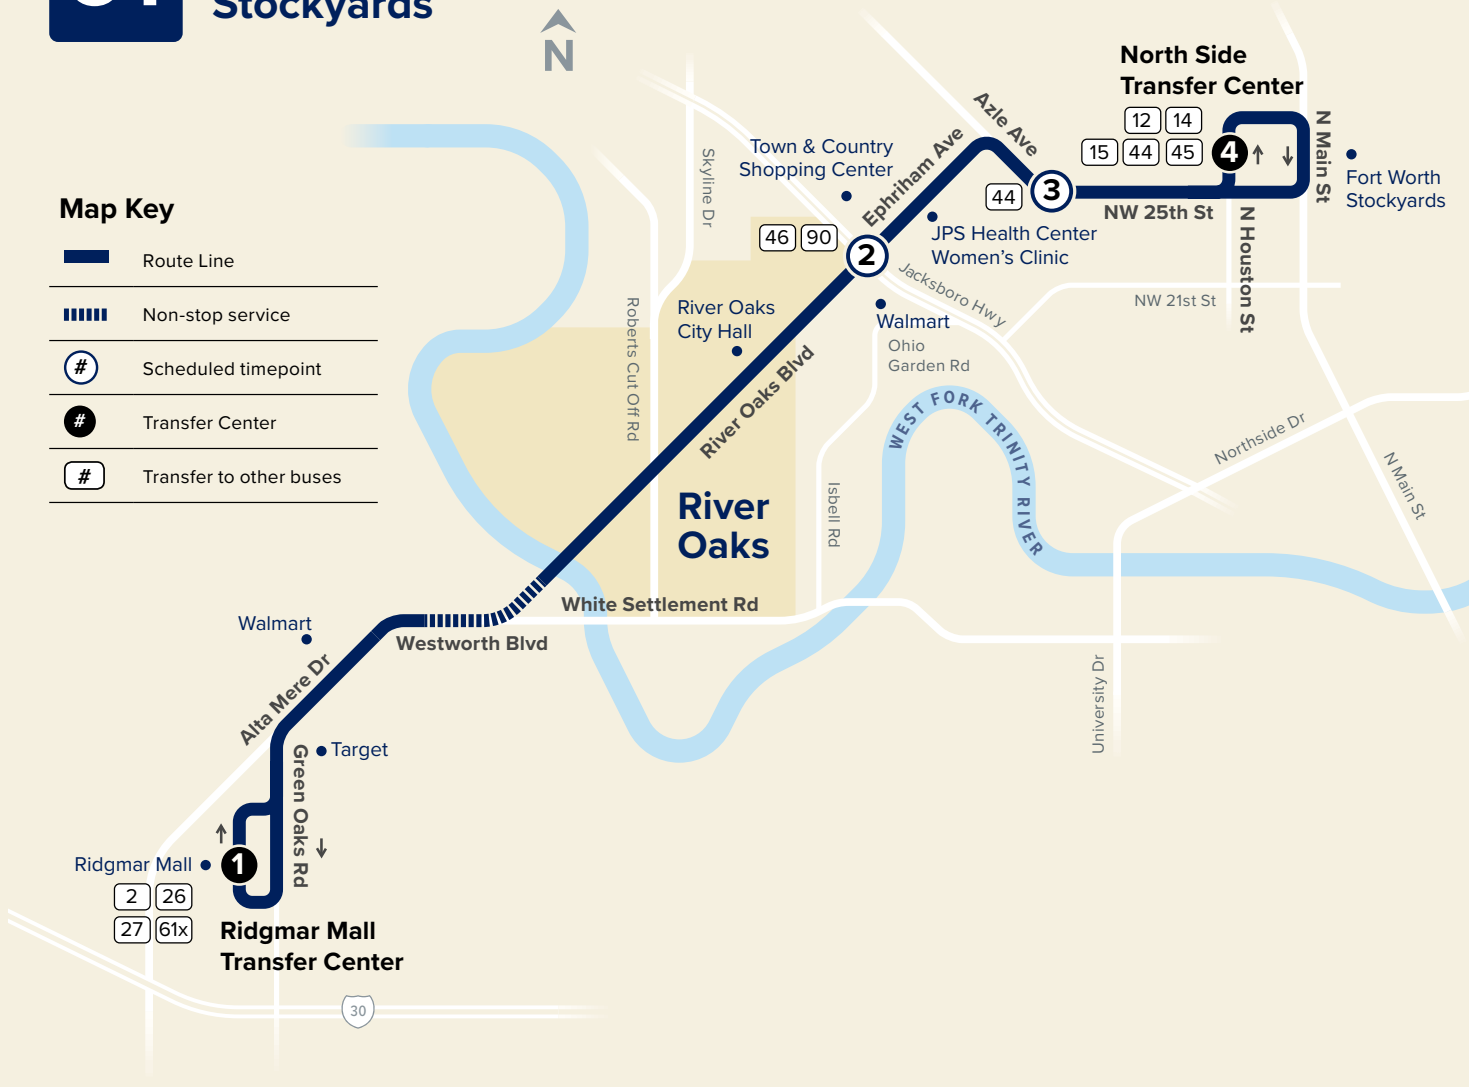 Stockyards
N
North Side
Transfer Center
12 14
15 44 45
4
N Main St
Fort Worth
Stockyards
Azle Ave
Ephriham Ave
Town & Country
Shopping Center
Skyline Dr
44
3
NW 25th St
N Houston St
46 90
2
JPS Health Center
Women's Clinic
Jacksboro Hwy
NW 21st St
Map Key
Route Line
Non-stop service
# Scheduled timepoint
# Transfer Center
# Transfer to other buses
Roberts Cut Off Rd
River Oaks
City Hall
Walmart
Ohio
Garden Rd
River Oaks Blvd
WEST FORK TRINITY RIVER
Northside Dr
N Main St
River
Oaks
Isbell Rd
White Settlement Rd
Walmart
Westworth Blvd
Alta Mere Dr
University Dr
Target
Green Oaks Rd
Ridgmar Mall
1
2 26
27 61x
Ridgmar Mall
Transfer Center
30